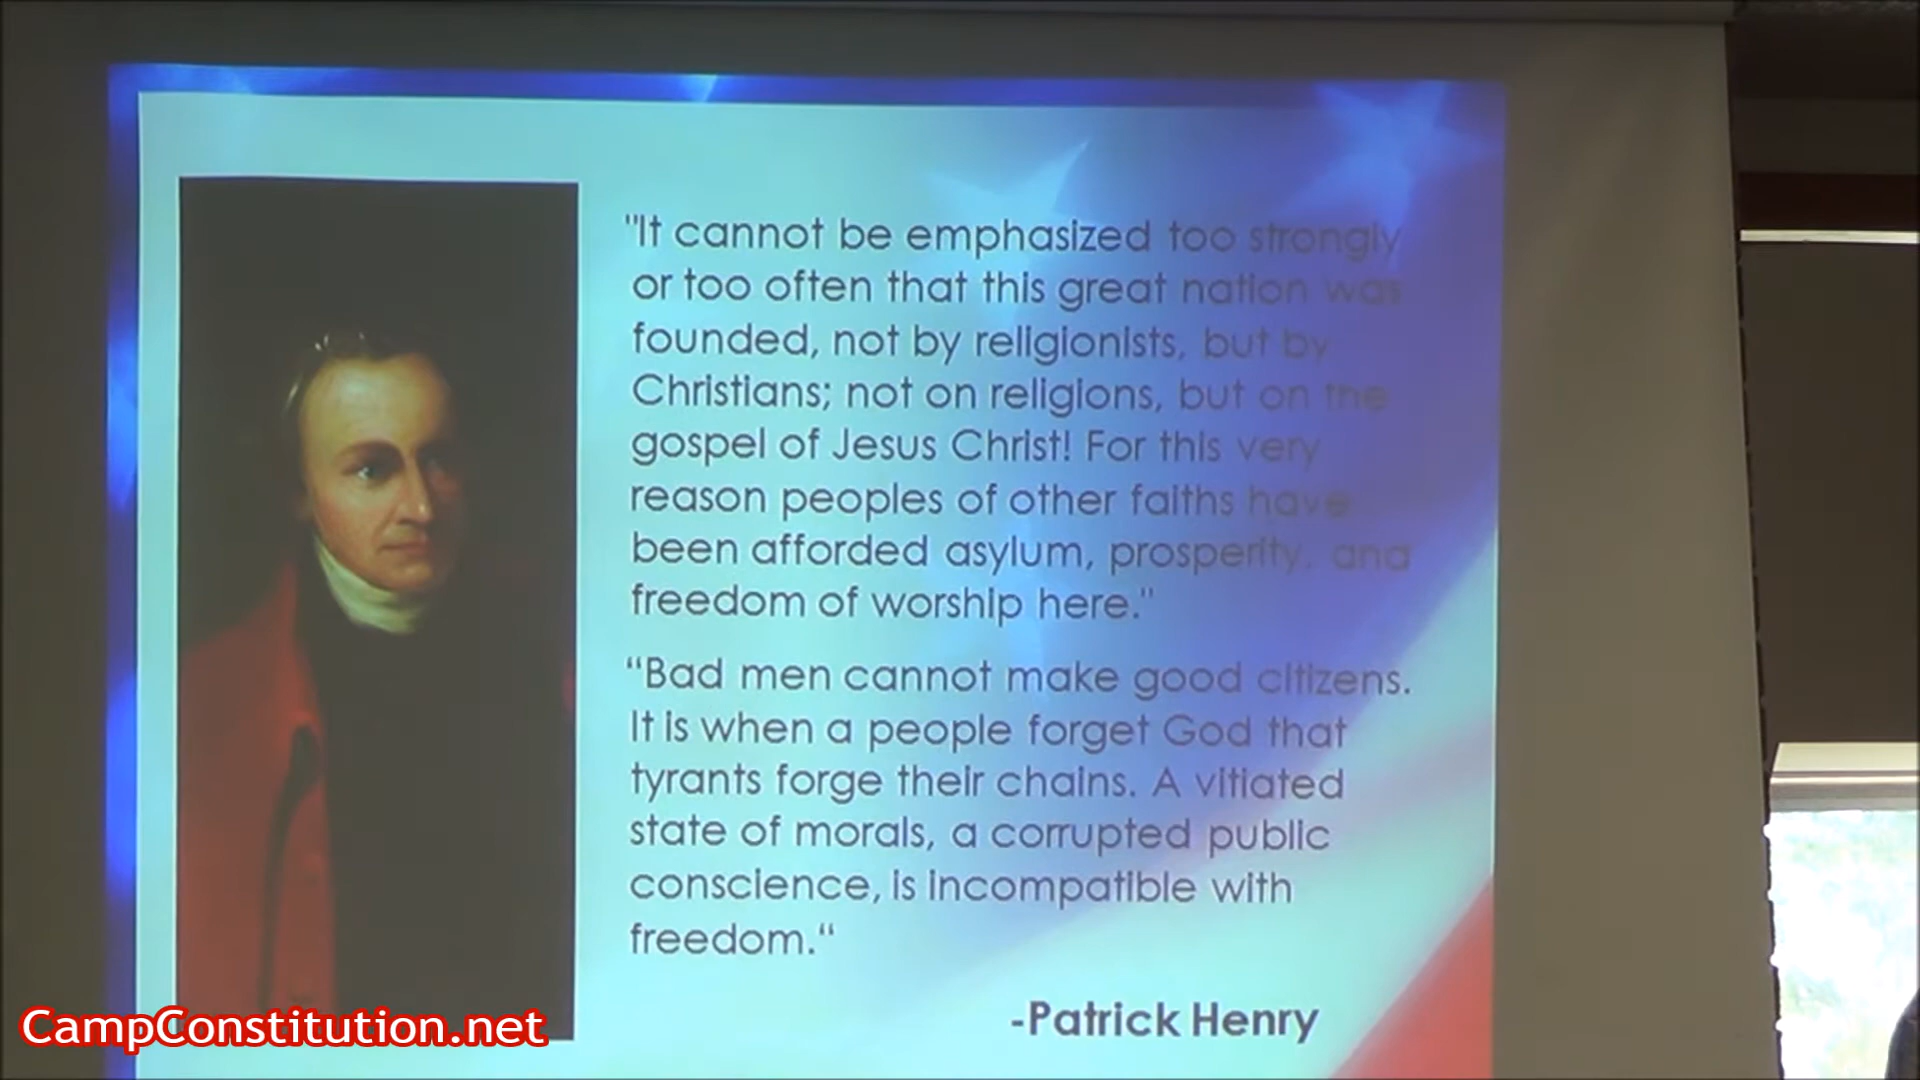 "It cannot be emphasized too strongly
or too often that this great nation was
founded, not by religionists, but by
Christians; not on religions, but on the
gospel of Jesus Christ! For this very
reason peoples of other faiths have
been afforded asylum, prosperity, and
freedom of worship here."
“Bad men cannot make good citizens.
It is when a people forget God that
tyrants forge their chains. A vitiated
state of morals, a corrupted public
conscience, is incompatible with
freedom.“
-Patrick Henry
CampConstitution.net